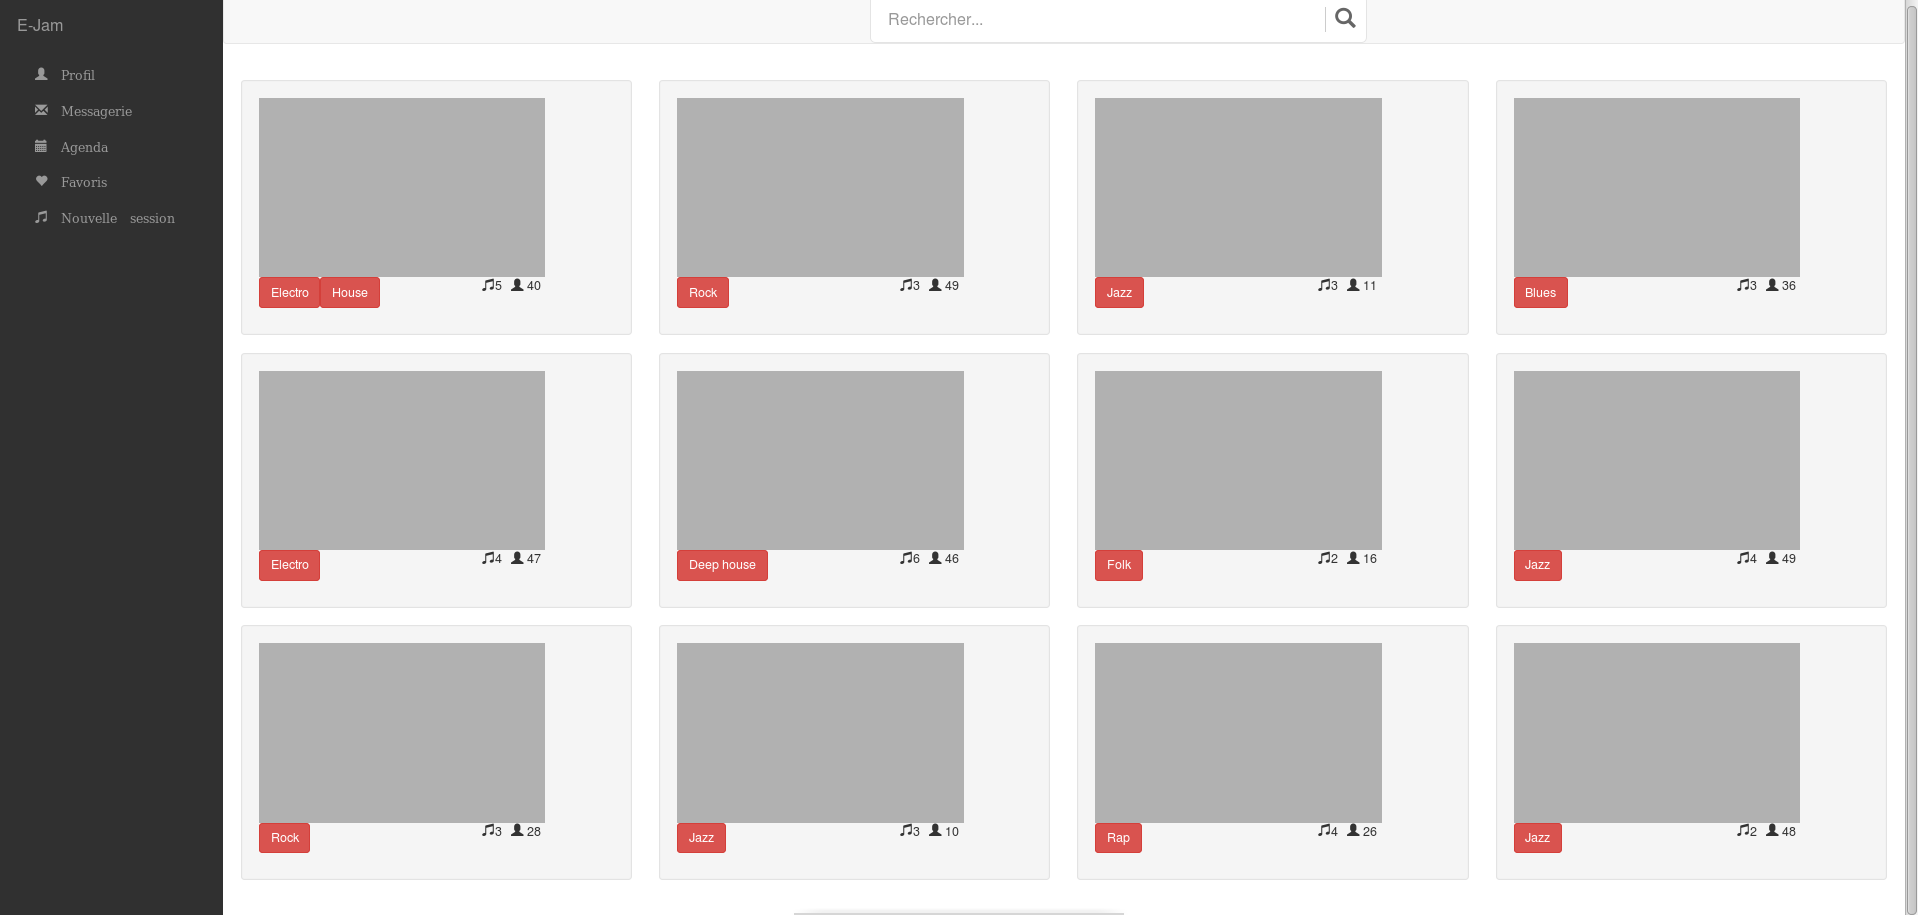 E-Jam
Rechercher...
Profil
Messagerie
Agenda
Favoris
Nouvelle session
Electro House 5 40
Rock 3 49
Jazz 3 11
Blues 3 36
Electro 4 47
Deep house 6 46
Folk 2 16
Jazz 4 49
Rock 3 28
Jazz 3 10
Rap 4 26
Jazz 2 48